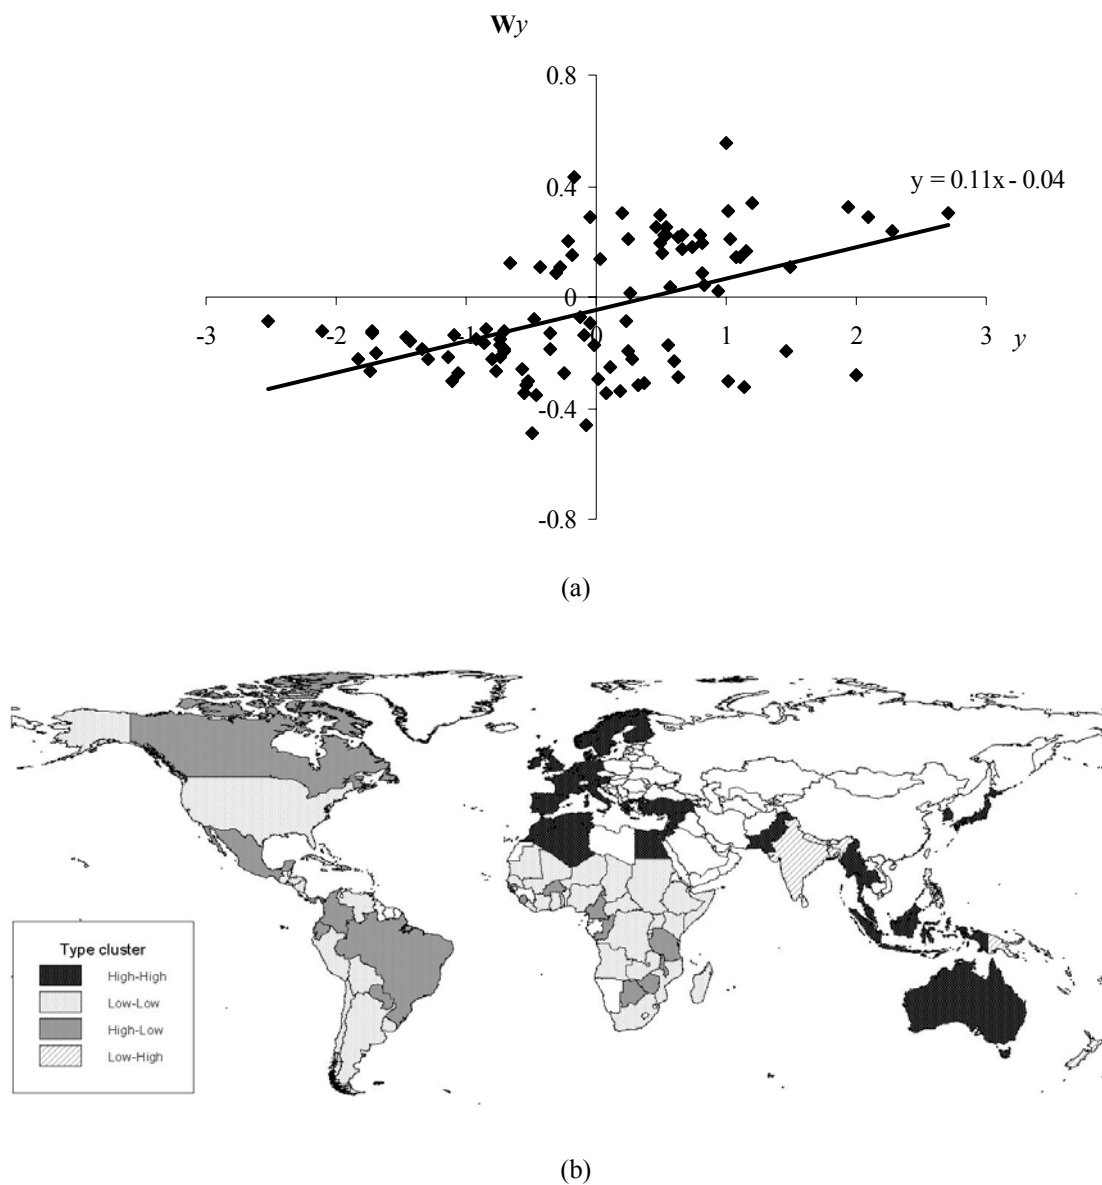 Wy
0.8
0.4
y = 0.11x - 0.04
0
-3 -2 -1 0 1 2 3 y
-0.4
-0.8
(a)
Type cluster
High-High
Low-Low
High-Low
Low-High
(b)